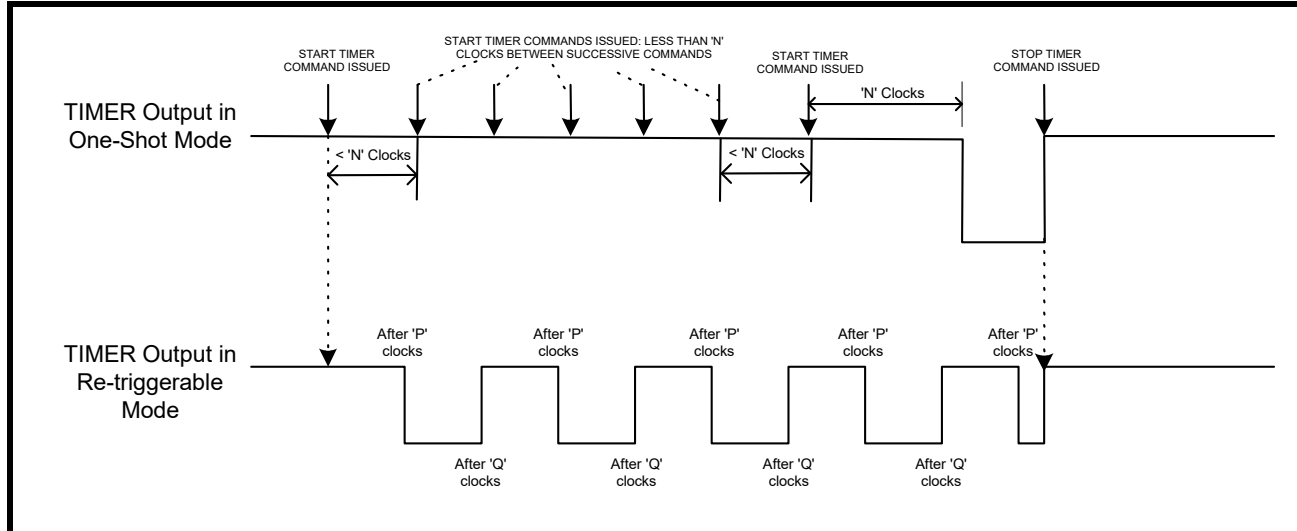 START TIMER
COMMAND ISSUED
START TIMER COMMANDS ISSUED: LESS THAN 'N'
CLOCKS BETWEEN SUCCESSIVE COMMANDS
START TIMER
COMMAND ISSUED
STOP TIMER
COMMAND ISSUED
'N' Clocks
TIMER Output in
One-Shot Mode
< 'N' Clocks
< 'N' Clocks
After 'P'
clocks
After 'P'
clocks
After 'P'
clocks
After 'P'
clocks
After 'P'
clocks
TIMER Output in
Re-triggerable
Mode
After 'Q'
clocks
After 'Q'
clocks
After 'Q'
clocks
After 'Q'
clocks